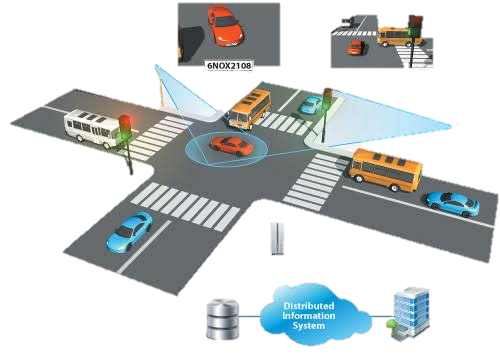 6NOX2108
Distributed
Information
System